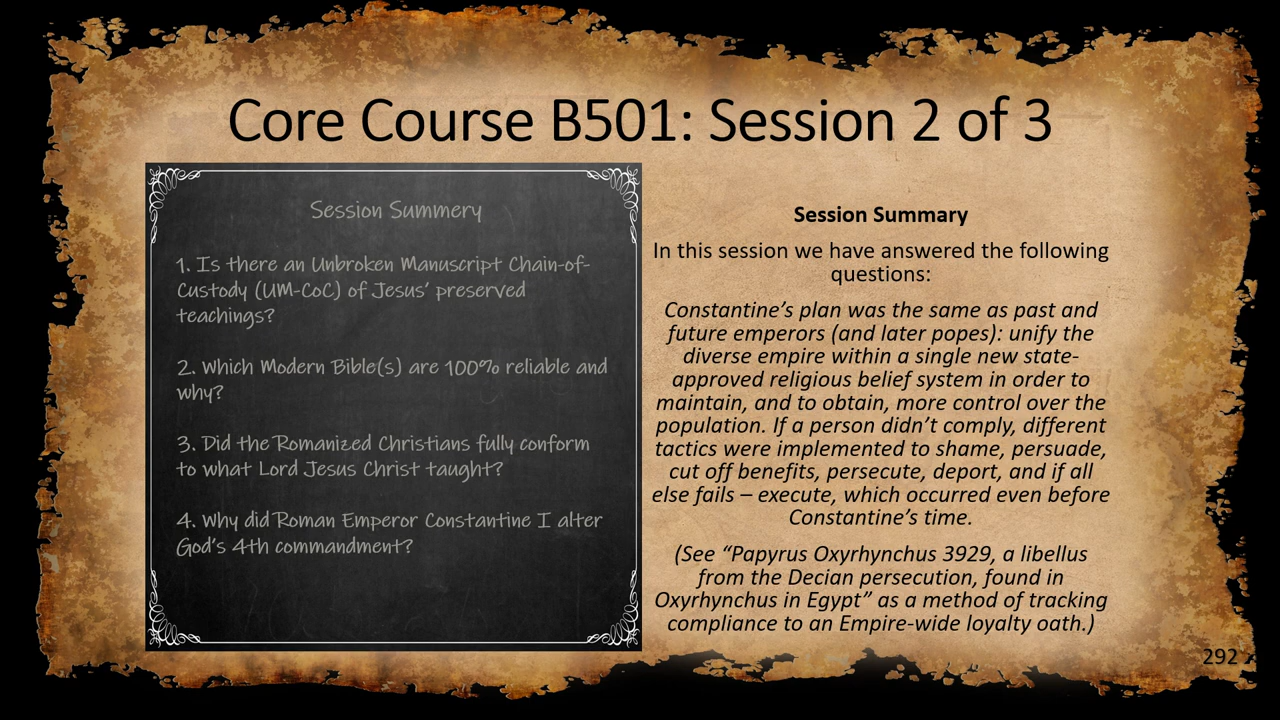 Core Course B501: Session 2 of 3
Session Summery
1. Is there an Unbroken Manuscript Chain-of-
Custody (UM-CoC) of Jesus' preserved
teachings?
2. Which Modern Bible(s) are 100% reliable and
why?
3. Did the Romanized Christians fully conform
to what Lord Jesus Christ taught?
4. Why did Roman Emperor Constantine I alter
God's 4th commandment?
Session Summary
In this session we have answered the following
questions:
Constantine’s plan was the same as past and
future emperors (and later popes): unify the
diverse empire within a single new state-
approved religious belief system in order to
maintain, and to obtain, more control over the
population. If a person didn’t comply, different
tactics were implemented to shame, persuade,
cut off benefits, persecute, deport, and if all
else fails – execute, which occurred even before
Constantine’s time.
(See “Papyrus Oxyrhynchus 3929, a libellus
from the Decian persecution, found in
Oxyrhynchus in Egypt” as a method of tracking
compliance to an Empire-wide loyalty oath.)
292